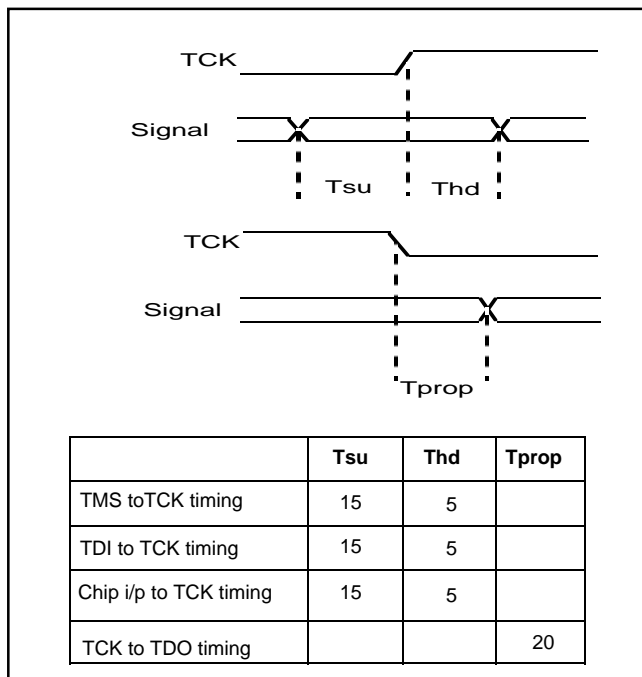 TCK
Signal
Tsu Thd
TCK
Signal
Tprop
Tsu Thd Tprop
TMS toTCK timing 15 5
TDI to TCK timing 15 5
Chip i/p to TCK timing 15 5
TCK to TDO timing 20